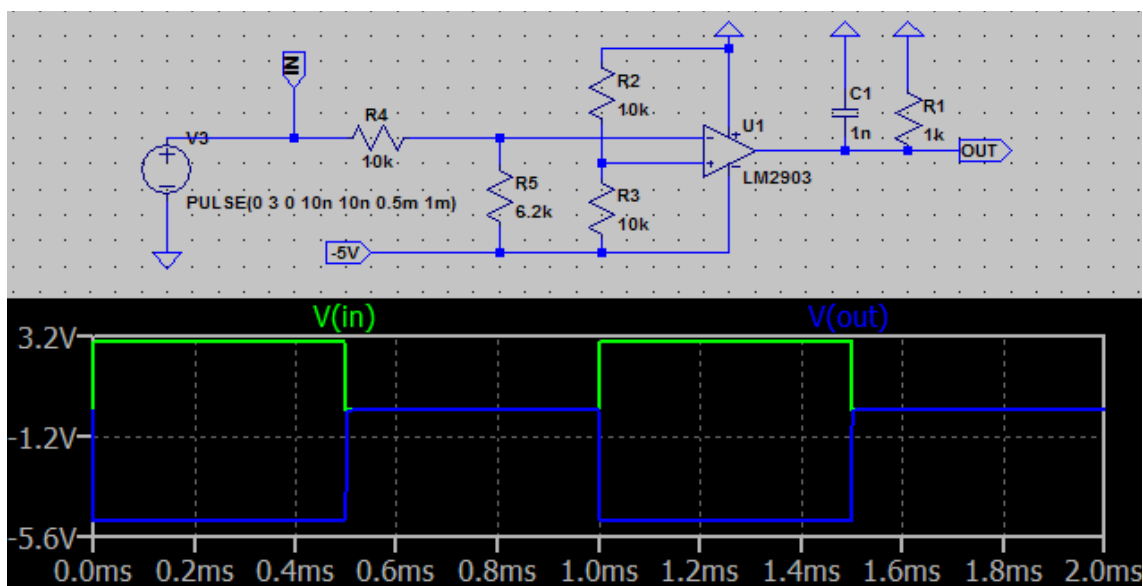 IN
V3
PULSE(0 3 0 10n 10n 0.5m 1m)
R4
10k
R5
6.2k
R2
10k
R3
10k
-5V
U1
LM2903
C1
1n
R1
1k
OUT
V(in) V(out)
3.2V
-1.2V
-5.6V
0.0ms 0.2ms 0.4ms 0.6ms 0.8ms 1.0ms 1.2ms 1.4ms 1.6ms 1.8ms 2.0ms